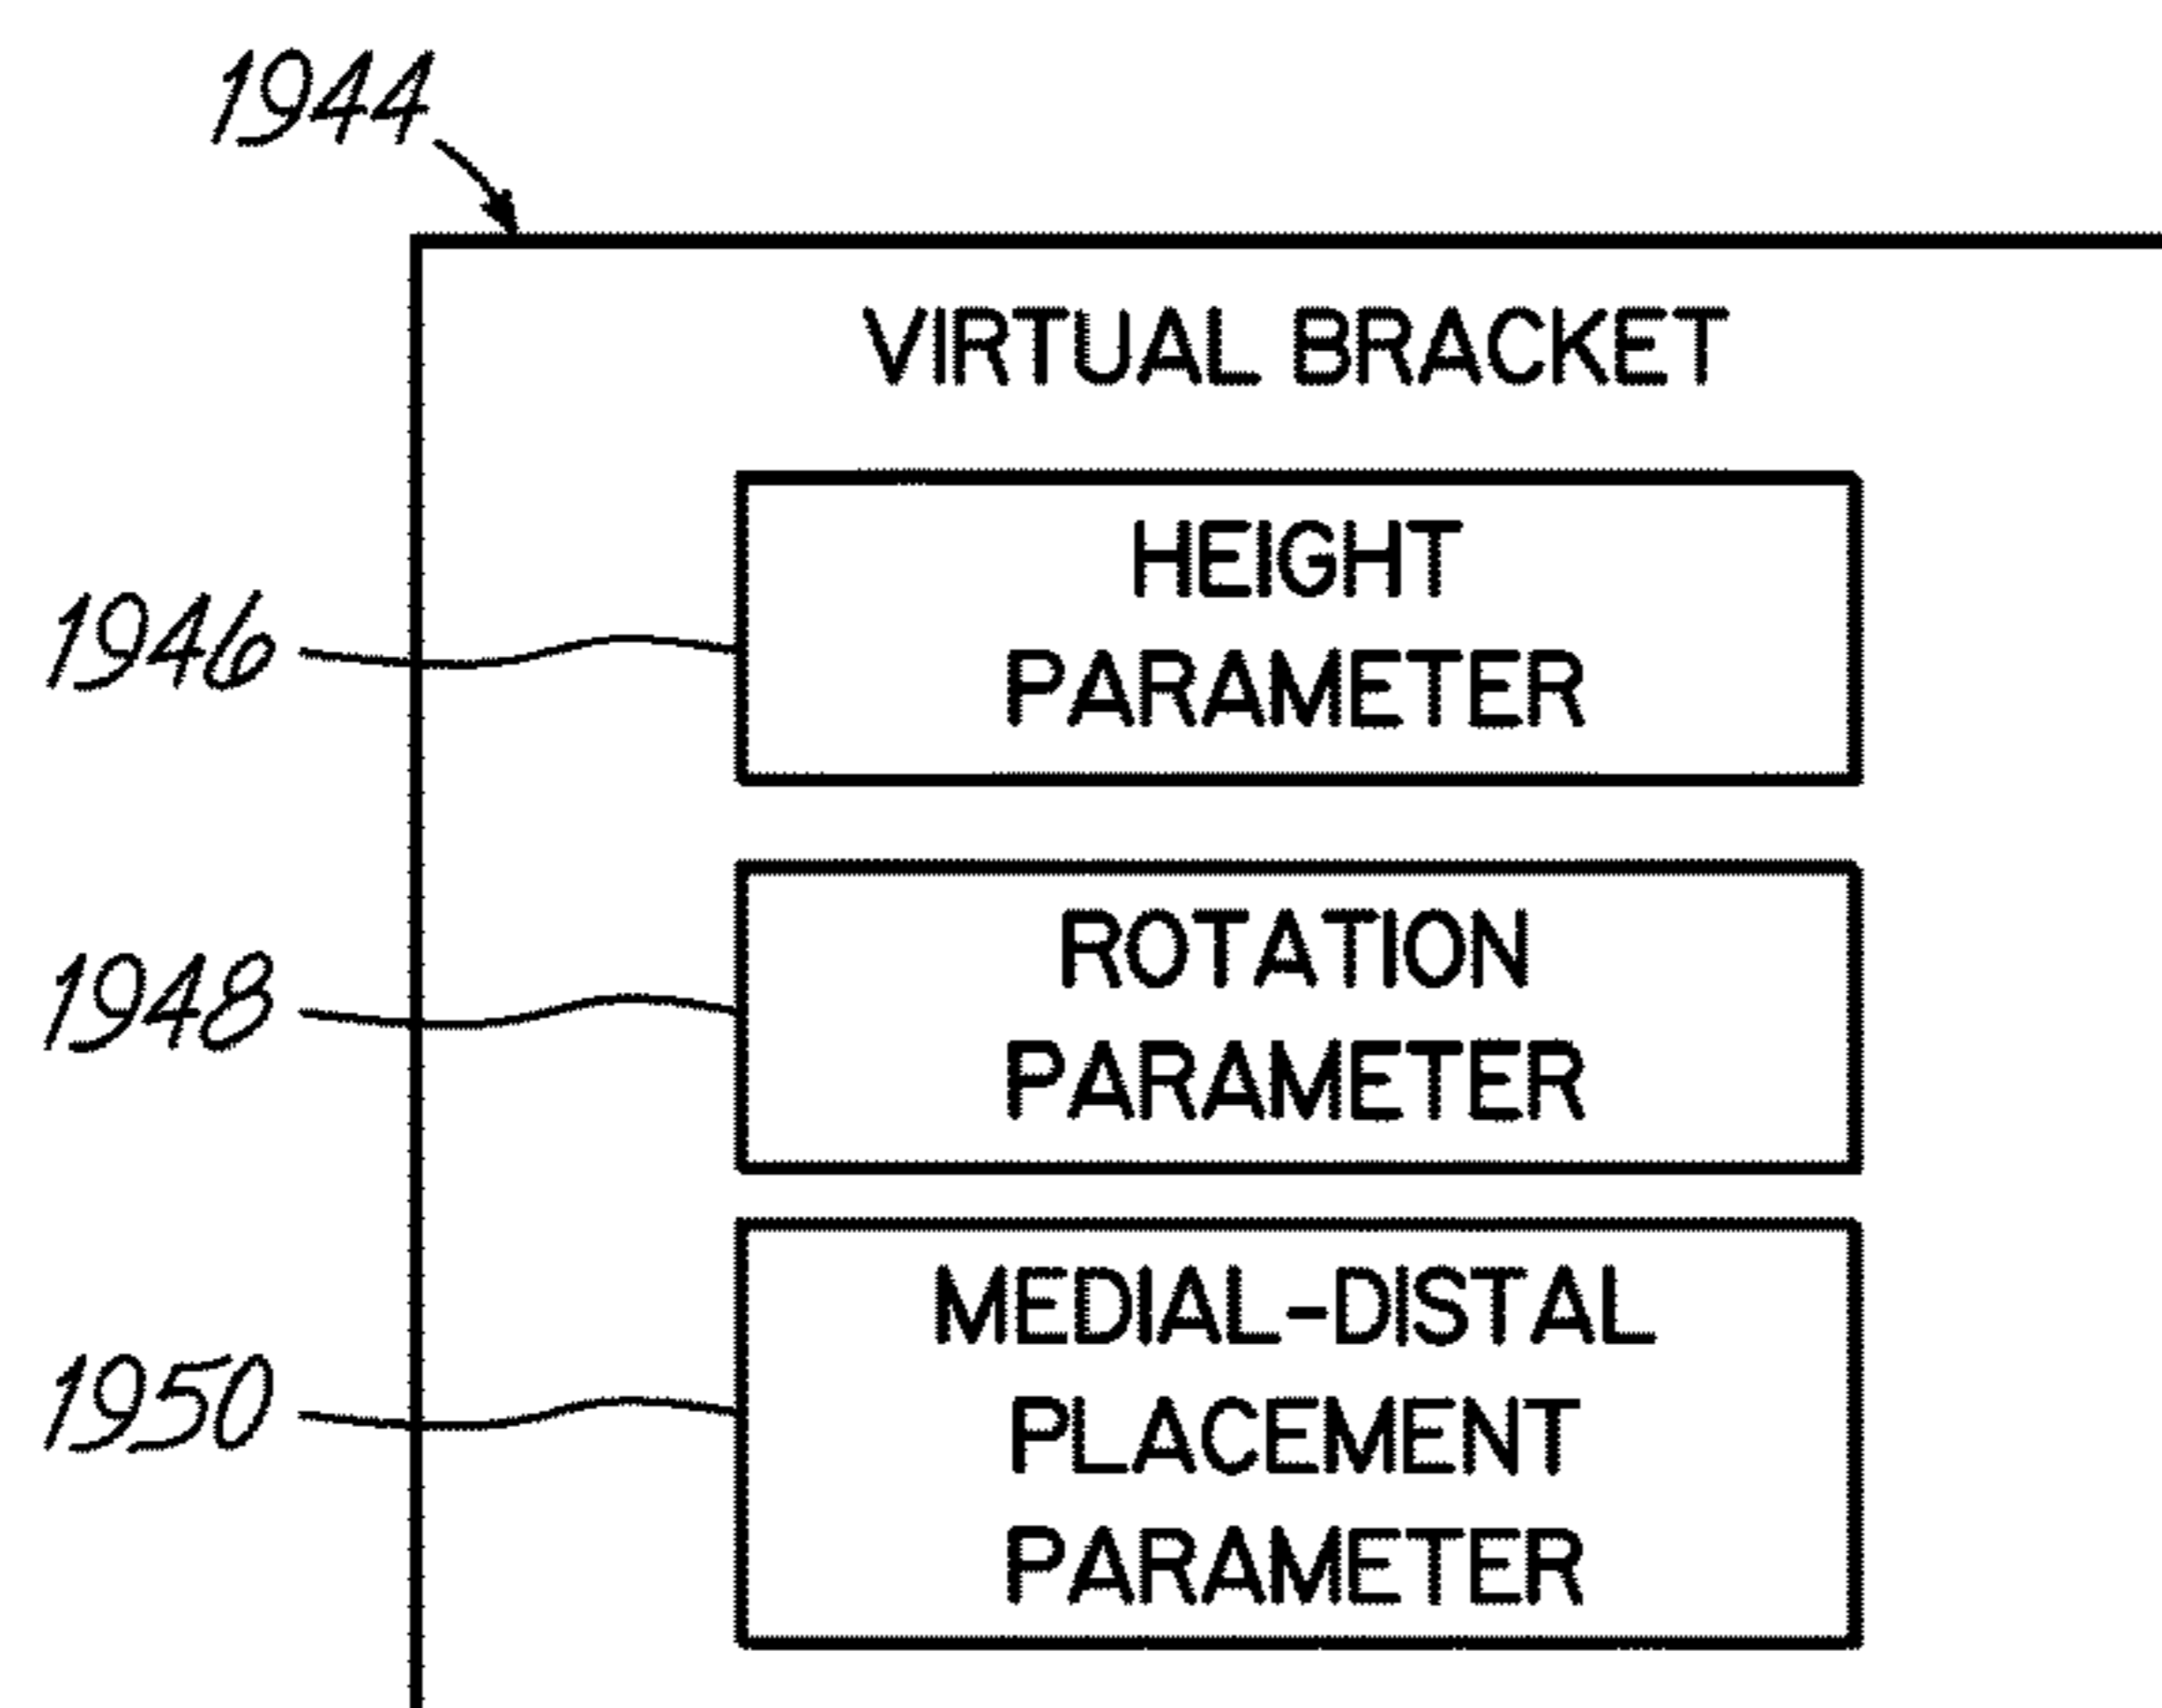 1944
VIRTUAL BRACKET
HEIGHT
1946
PARAMETER
ROTATION
1948
PARAMETER
MEDIAL-DISTAL
1950
PLACEMENT
PARAMETER